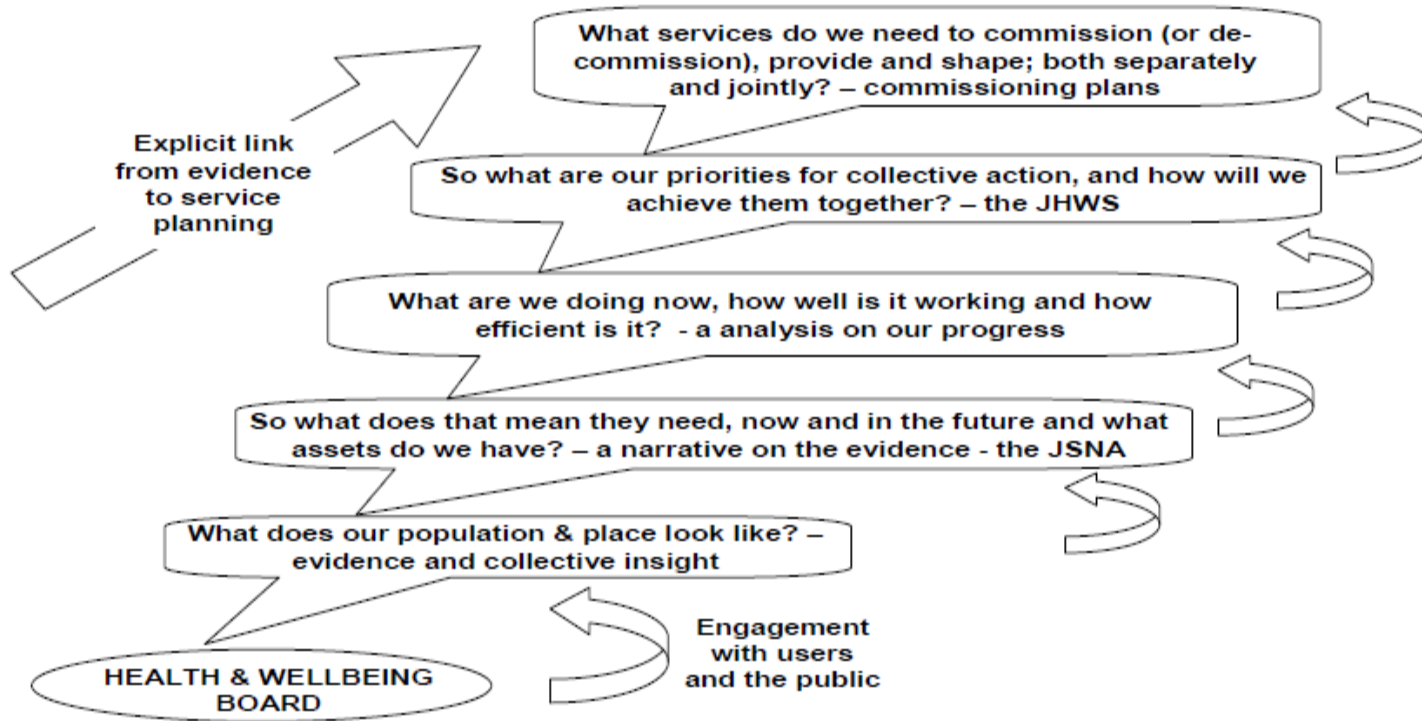 What services do we need to commission (or de-
commission), provide and shape; both separately
and jointly? – commissioning plans
Explicit link
from evidence
to service
planning
So what are our priorities for collective action, and how will we
achieve them together? – the JHWS
What are we doing now, how well is it working and how
efficient is it?  - a analysis on our progress
So what does that mean they need, now and in the future and what
assets do we have? – a narrative on the evidence - the JSNA
What does our population & place look like? –
evidence and collective insight
Engagement
with users
and the public
HEALTH & WELLBEING
BOARD